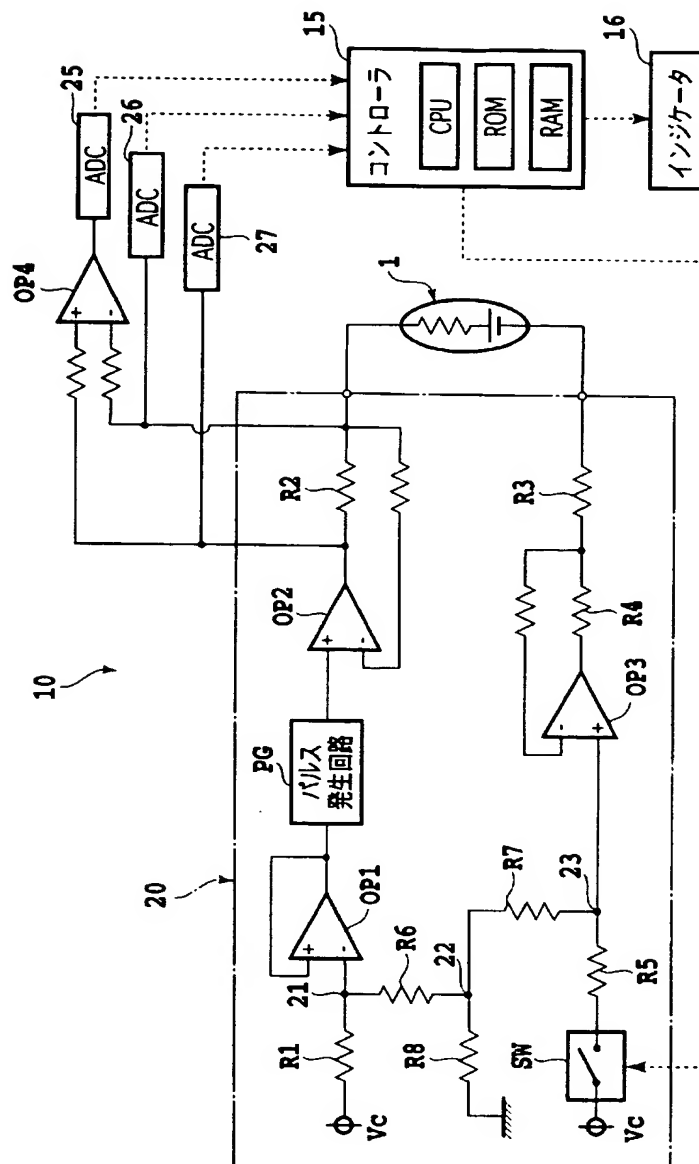 10
OP4
ADC
25
ADC
26
ADC
27
15
コントローラ
CPU
ROM
RAM
16
インジケータ
1
20
PG
パルス
発生回路
OP1
OP2
R2
21
R1
Vc
R6
22
R8
R7
23
R5
SW
Vc
OP3
R4
R3
+
-
+
-
+
-
-
+